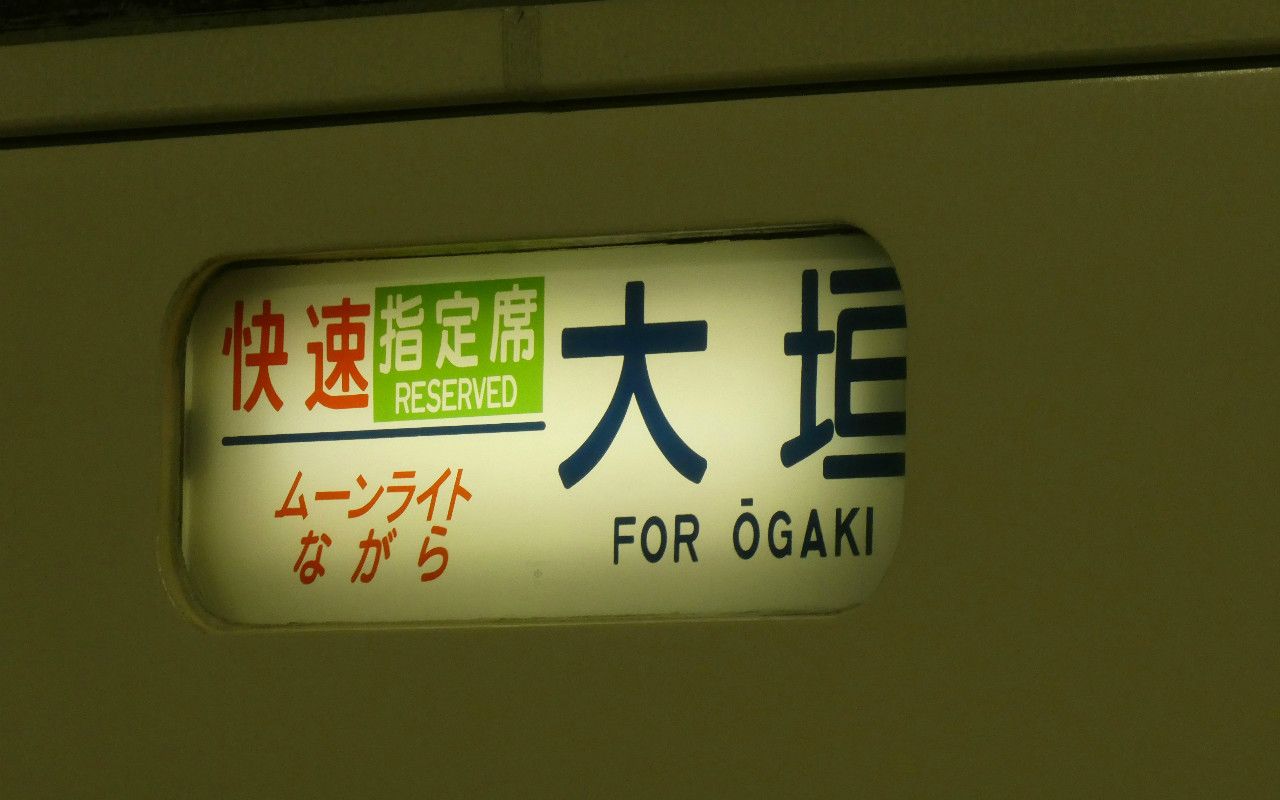 快速 指定席
RESERVED
ムーンライト
ながら
大垣
FOR ŌGAKI